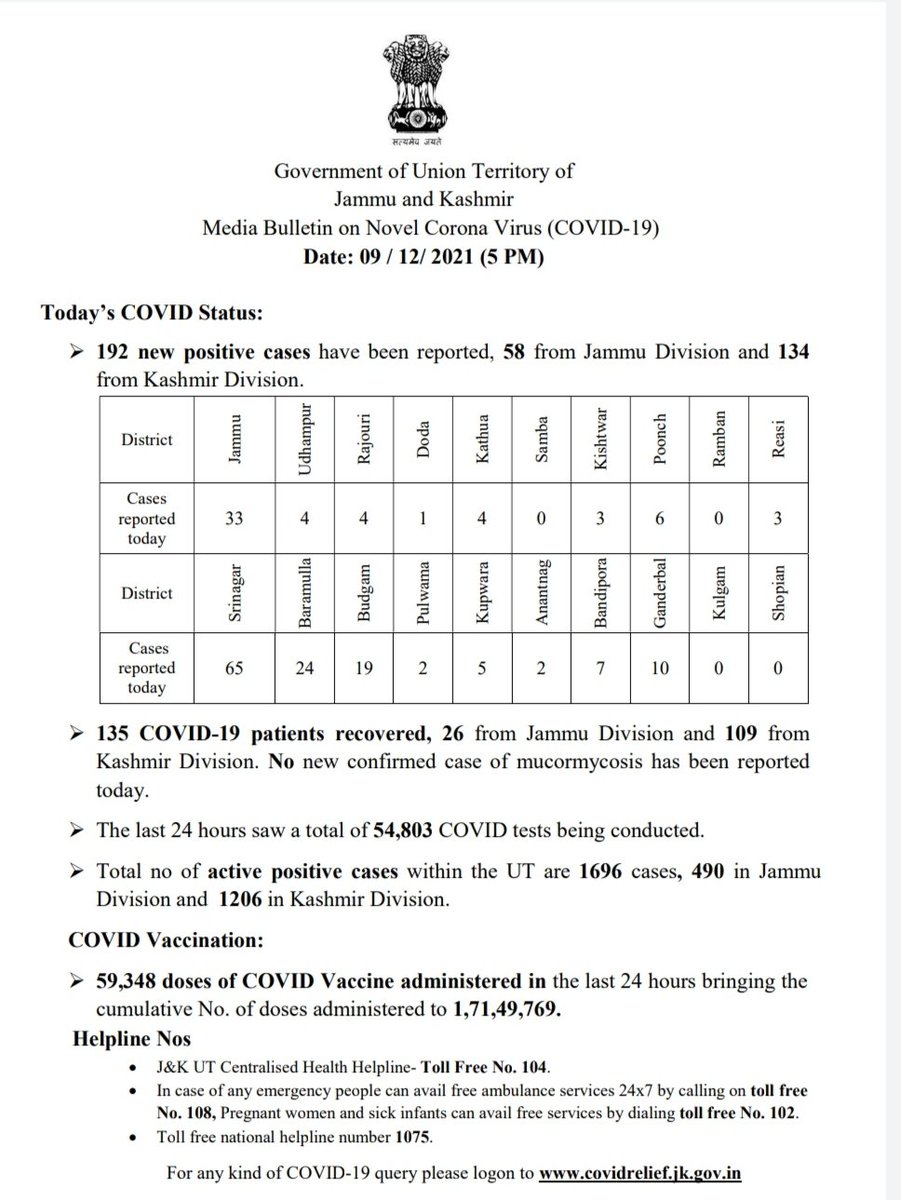 सत्यमेव जयते
Government of Union Territory of
Jammu and Kashmir
Media Bulletin on Novel Corona Virus (COVID-19)
Date: 09 / 12/ 2021 (5 PM)
Today's COVID Status:
➢ 192 new positive cases have been reported, 58 from Jammu Division and 134
from Kashmir Division.
District Jammu Udhampur Rajouri Doda Kathua Samba Kishtwar Poonch Ramban Reasi
Cases
reported
today 33 4 4 1 4 0 3 6 0 3
District Srinagar Baramulla Budgam Pulwama Kupwara Anantnag Bandipora Ganderbal Kulgam Shopian
Cases
reported
today 65 24 19 2 5 2 7 10 0 0
➢ 135 COVID-19 patients recovered, 26 from Jammu Division and 109 from
Kashmir Division. No new confirmed case of mucormycosis has been reported
today.
➢ The last 24 hours saw a total of 54,803 COVID tests being conducted.
➢ Total no of active positive cases within the UT are 1696 cases, 490 in Jammu
Division and 1206 in Kashmir Division.
COVID Vaccination:
➢ 59,348 doses of COVID Vaccine administered in the last 24 hours bringing the
cumulative No. of doses administered to 1,71,49,769.
Helpline Nos
• J&K UT Centralised Health Helpline- Toll Free No. 104.
• In case of any emergency people can avail free ambulance services 24x7 by calling on toll free
No. 108, Pregnant women and sick infants can avail free services by dialing toll free No. 102.
• Toll free national helpline number 1075.
For any kind of COVID-19 query please logon to www.covidrelief.jk.gov.in